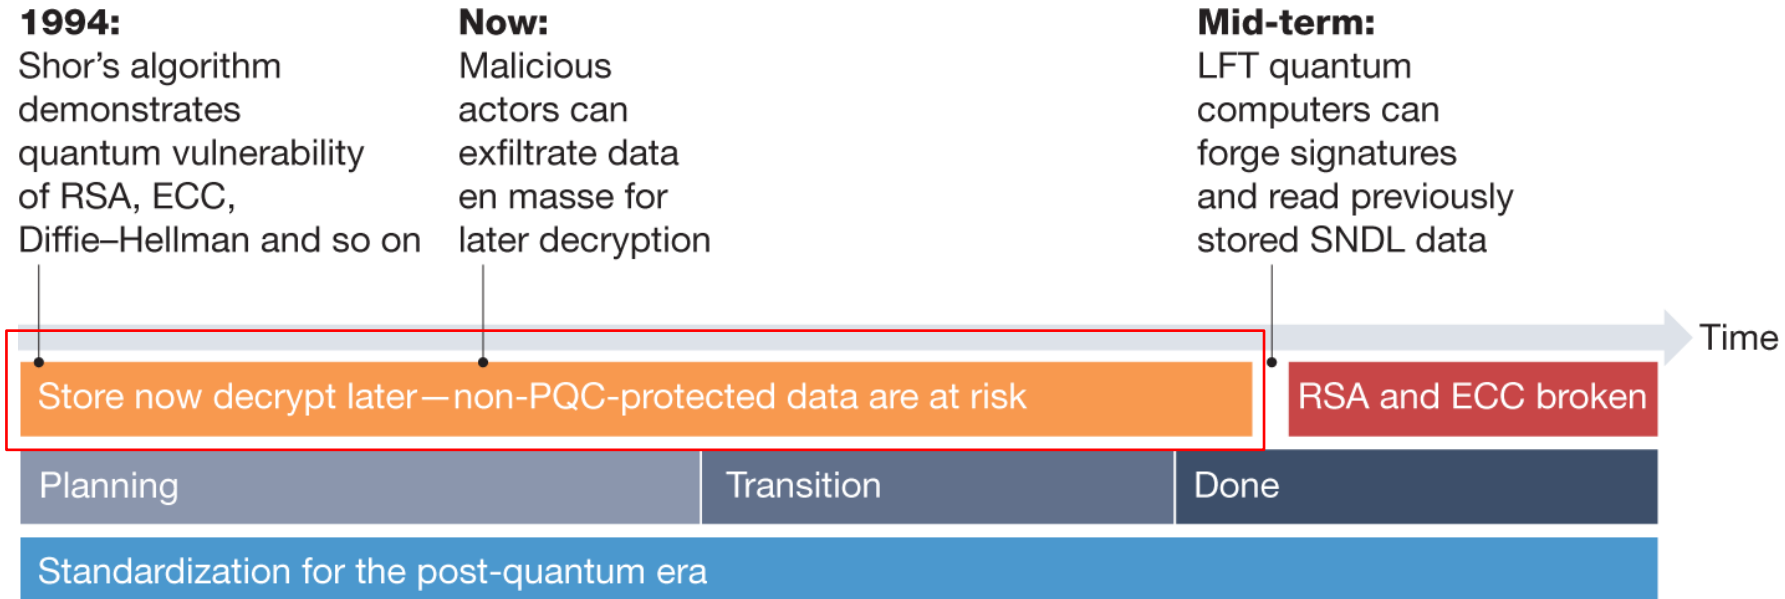 1994:
Shor's algorithm
demonstrates
quantum vulnerability
of RSA, ECC,
Diffie–Hellman and so on
Now:
Malicious
actors can
exfiltrate data
en masse for
later decryption
Mid-term:
LFT quantum
computers can
forge signatures
and read previously
stored SNDL data
Time
Store now decrypt later—non-PQC-protected data are at risk
RSA and ECC broken
Planning
Transition
Done
Standardization for the post-quantum era